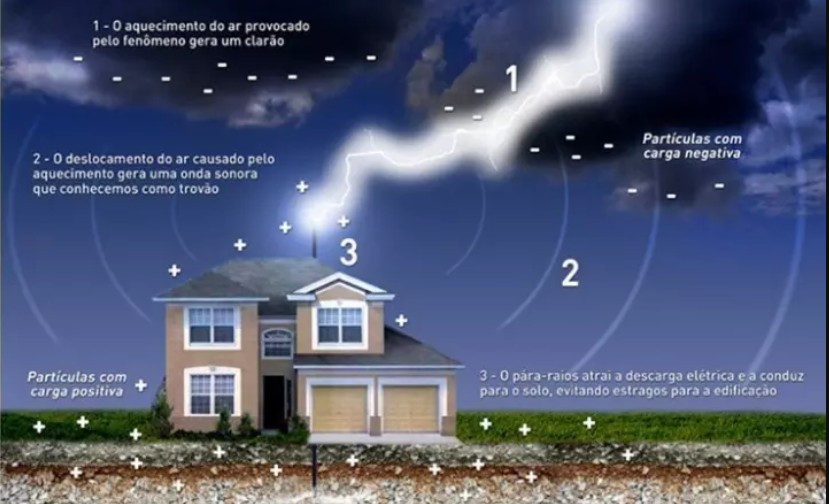 1 - O aquecimento do ar provocado
pelo fenômeno gera um clarão
1
Partículas com
carga negativa
2 - O deslocamento do ar causado pelo
aquecimento gera uma onda sonora
que conhecemos como trovão
3
2
Partículas com
carga positiva
3 - O pára-raios atrai a descarga elétrica e a conduz
para o solo, evitando estragos para a edificação